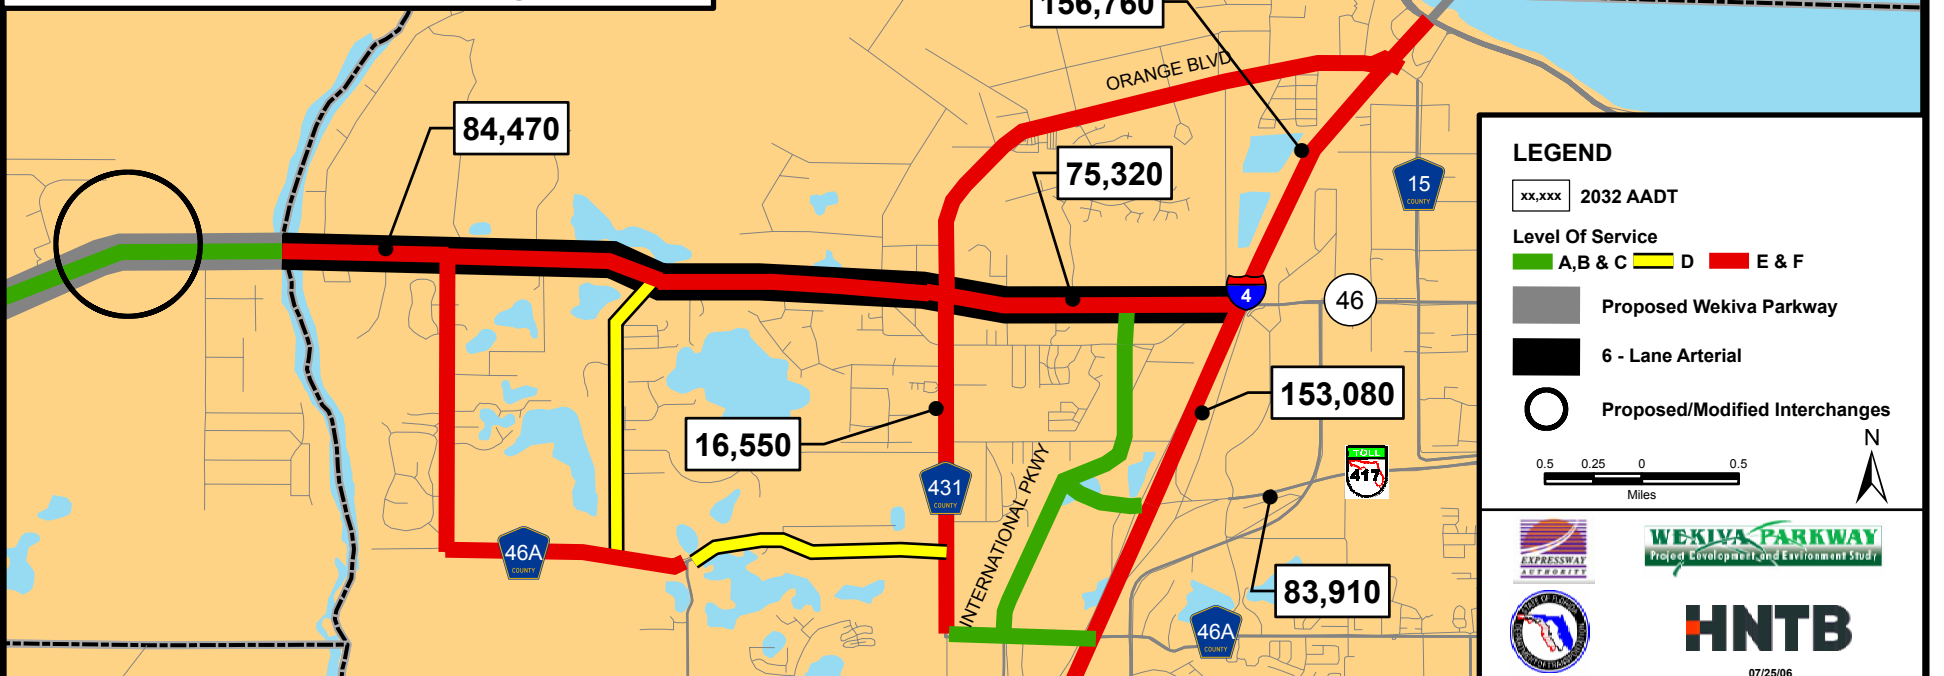 156,760
ORANGE BLVD
84,470
75,320
15
COUNTY
4
46
153,080
16,550
431
COUNTY
INTERNATIONAL PKWY
TOLL
417
46A
COUNTY
83,910
46A
COUNTY
LEGEND
xx,xxx 2032 AADT
Level Of Service
A,B & C D E & F
Proposed Wekiva Parkway
6 - Lane Arterial
Proposed/Modified Interchanges
N
0.5 0.25 0 0.5
Miles
EXPRESSWAY
AUTHORITY
WEKIVA PARKWAY
Project Development and Environment Study
HNTB
07/25/06